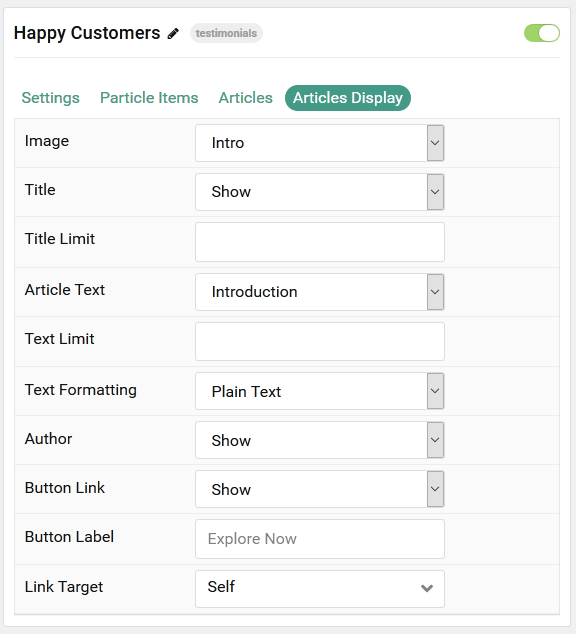 Happy Customers testimonials
Settings Particle Items Articles Articles Display
Image Intro
Title Show
Title Limit
Article Text Introduction
Text Limit
Text Formatting Plain Text
Author Show
Button Link Show
Button Label Explore Now
Link Target Self